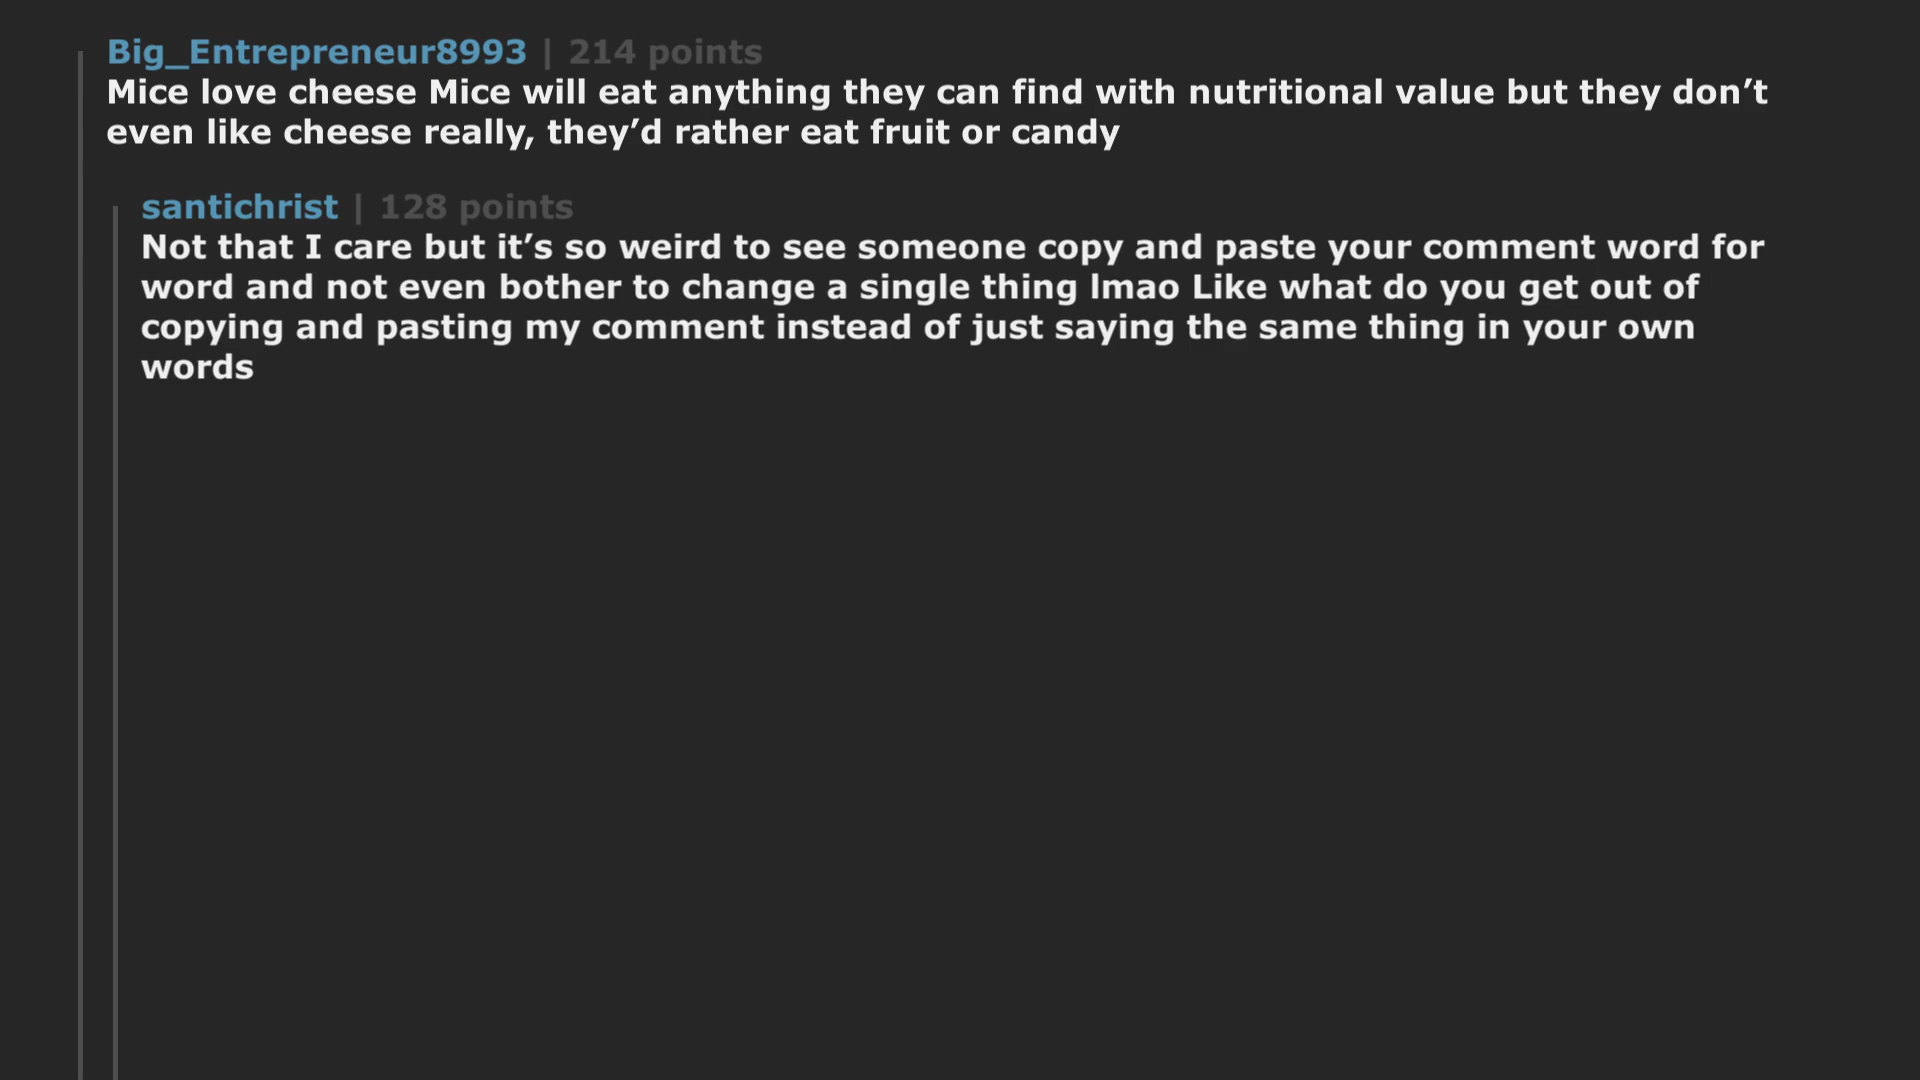 Big_Entrepreneur8993 | 214 points
Mice love cheese Mice will eat anything they can find with nutritional value but they don’t
even like cheese really, they’d rather eat fruit or candy
santichrist | 128 points
Not that I care but it’s so weird to see someone copy and paste your comment word for
word and not even bother to change a single thing lmao Like what do you get out of
copying and pasting my comment instead of just saying the same thing in your own
words